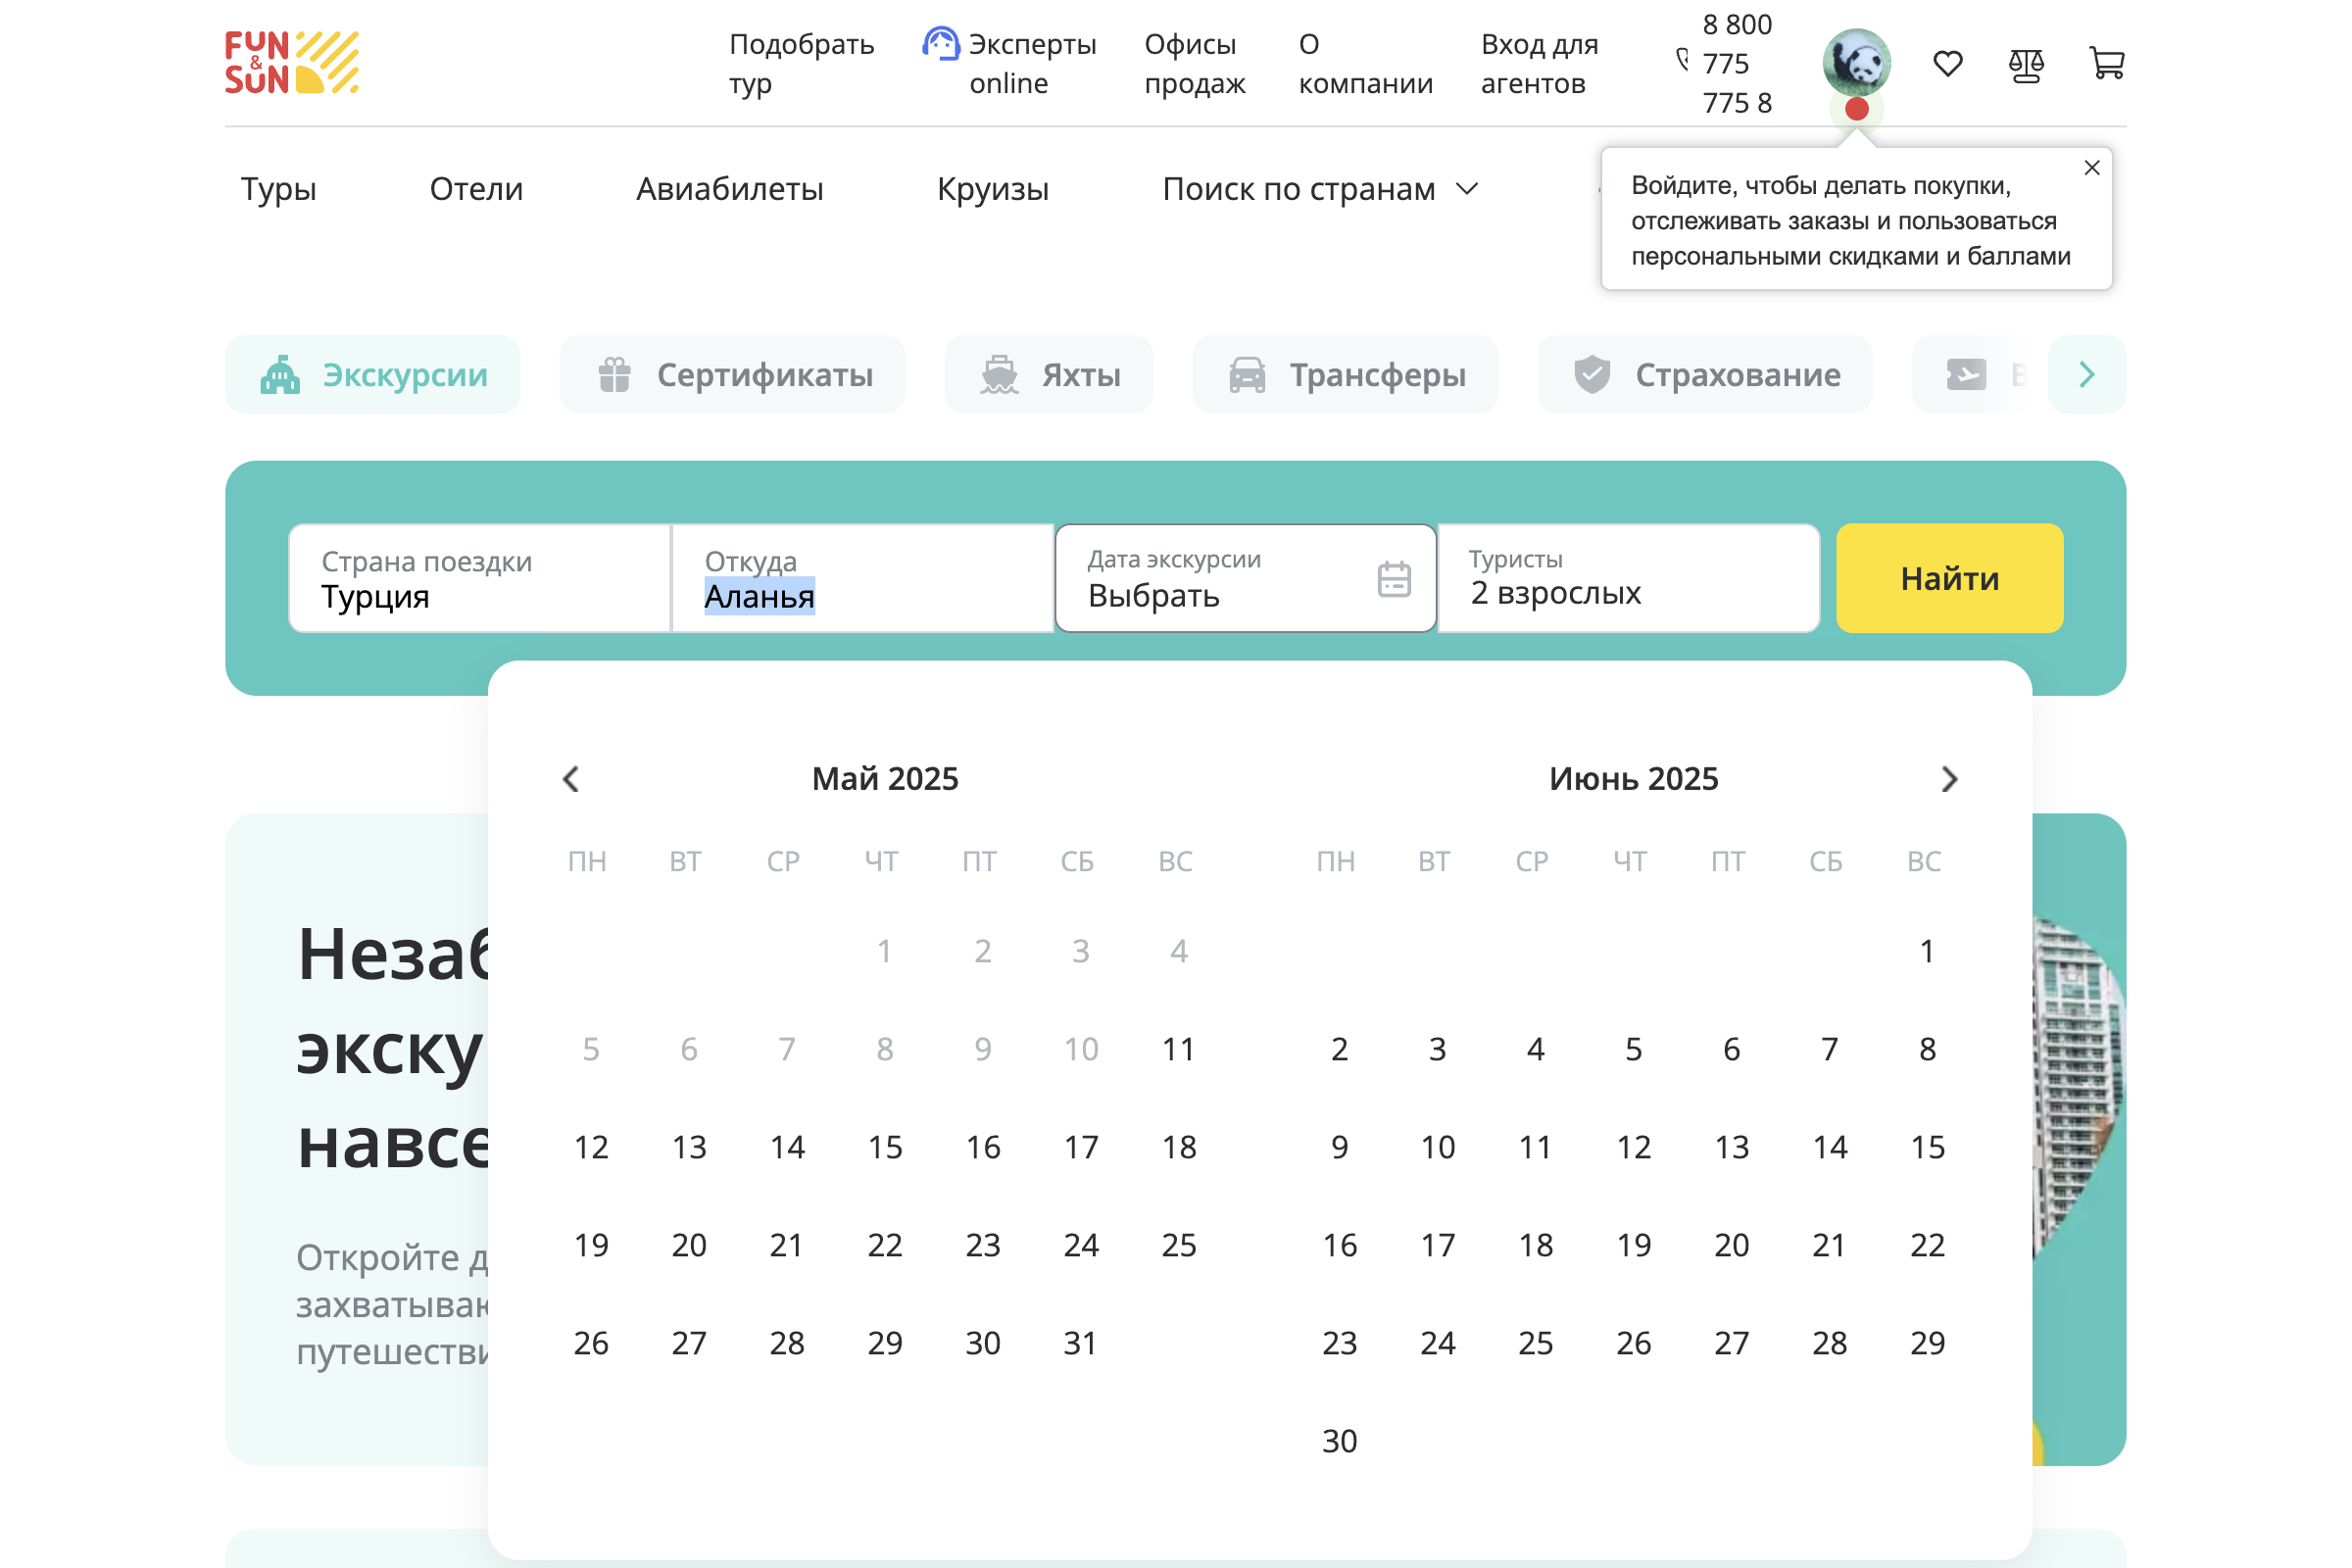 FUN
&
SUN
Подобрать
тур
Эксперты
online
Офисы
продаж
О
компании
Вход для
агентов
8 800
775
775 8
Туры
Отели
Авиабилеты
Круизы
Поиск по странам
Войдите, чтобы делать покупки,
отслеживать заказы и пользоваться
персональными скидками и баллами
Экскурсии
Сертификаты
Яхты
Трансферы
Страхование
Страна поездки
Турция
Откуда
Аланья
Дата экскурсии
Выбрать
Туристы
2 взрослых
Найти
Май 2025
ПН ВТ СР ЧТ ПТ СБ ВС
1 2 3 4
5 6 7 8 9 10 11
12 13 14 15 16 17 18
19 20 21 22 23 24 25
26 27 28 29 30 31
Июнь 2025
ПН ВТ СР ЧТ ПТ СБ ВС
1
2 3 4 5 6 7 8
9 10 11 12 13 14 15
16 17 18 19 20 21 22
23 24 25 26 27 28 29
30
Незаб
экску
навсе
Откройте д
захватываю
путешестви